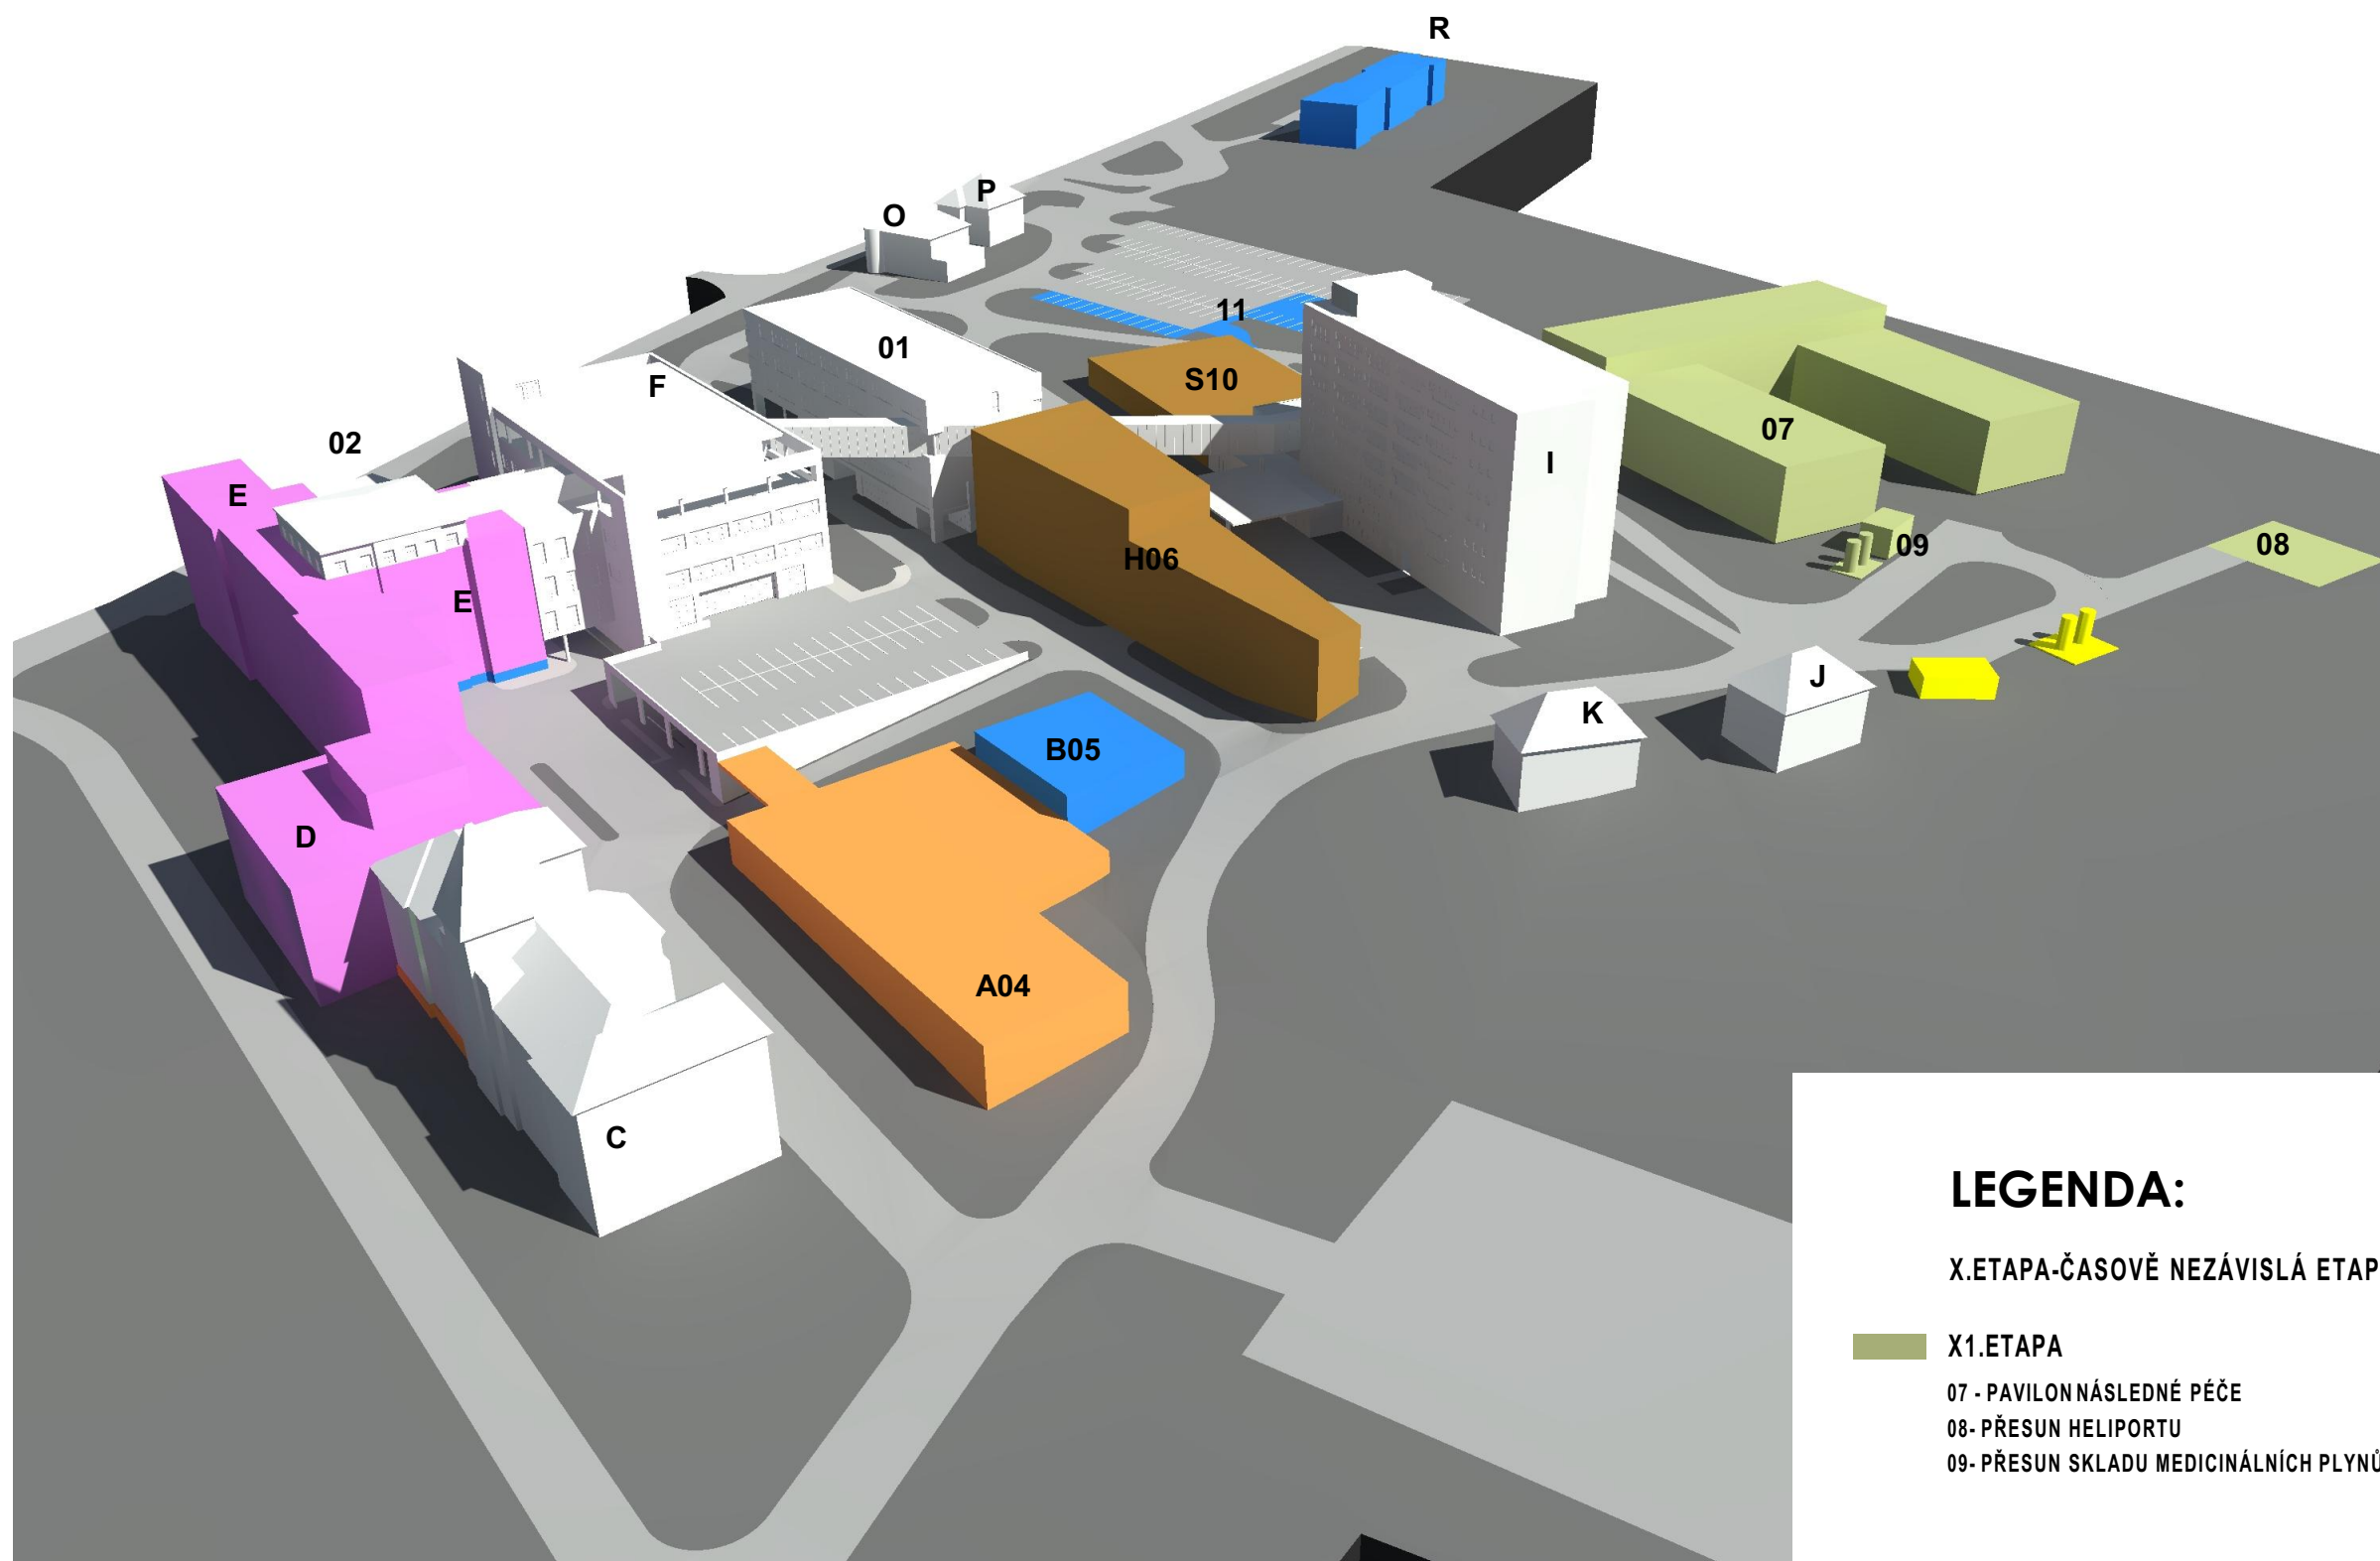 R
P
O
11
01
S10
F
07
02
I
E
H06
09
08
E
J
K
B05
D
A04
C
LEGENDA:
X.ETAPA-ČASOVĚ NEZÁVISLÁ ETAP
X1.ETAPA
07 - PAVILON NÁSLEDNÉ PÉČE
08- PŘESUN HELIPORTU
09- PŘESUN SKLADU MEDICINÁLNÍCH PLYNŮ